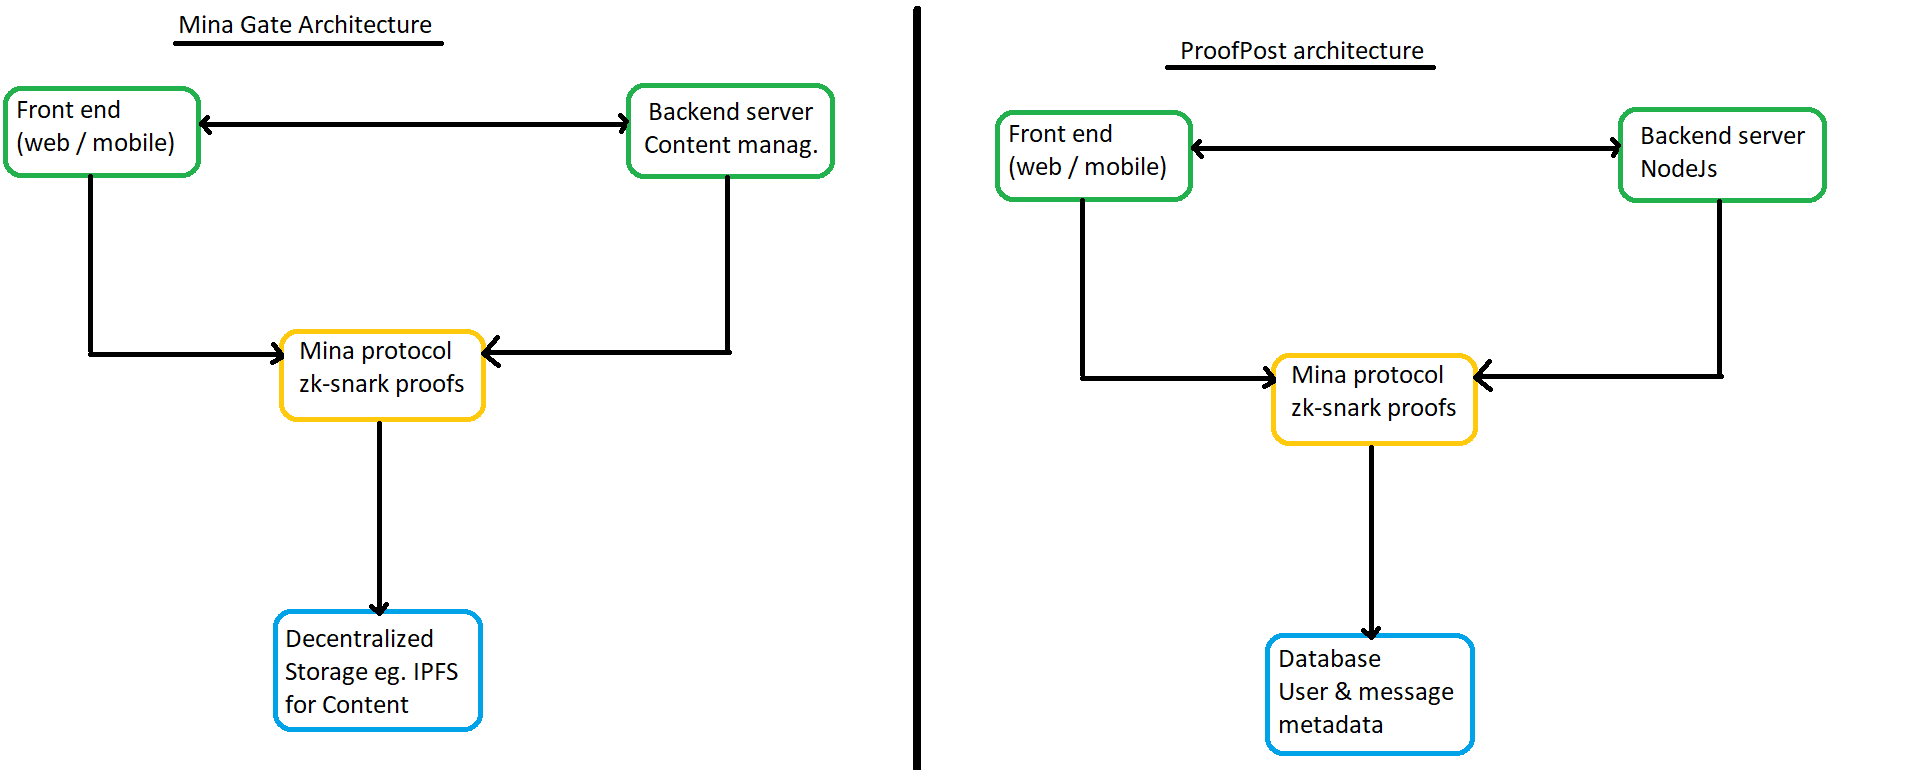 Mina Gate Architecture
Front end
(web / mobile)
Backend server
Content manag.
Mina protocol
zk-snark proofs
Decentralized
Storage eg. IPFS
for Content
ProofPost architecture
Front end
(web / mobile)
Backend server
NodeJs
Mina protocol
zk-snark proofs
Database
User & message
metadata